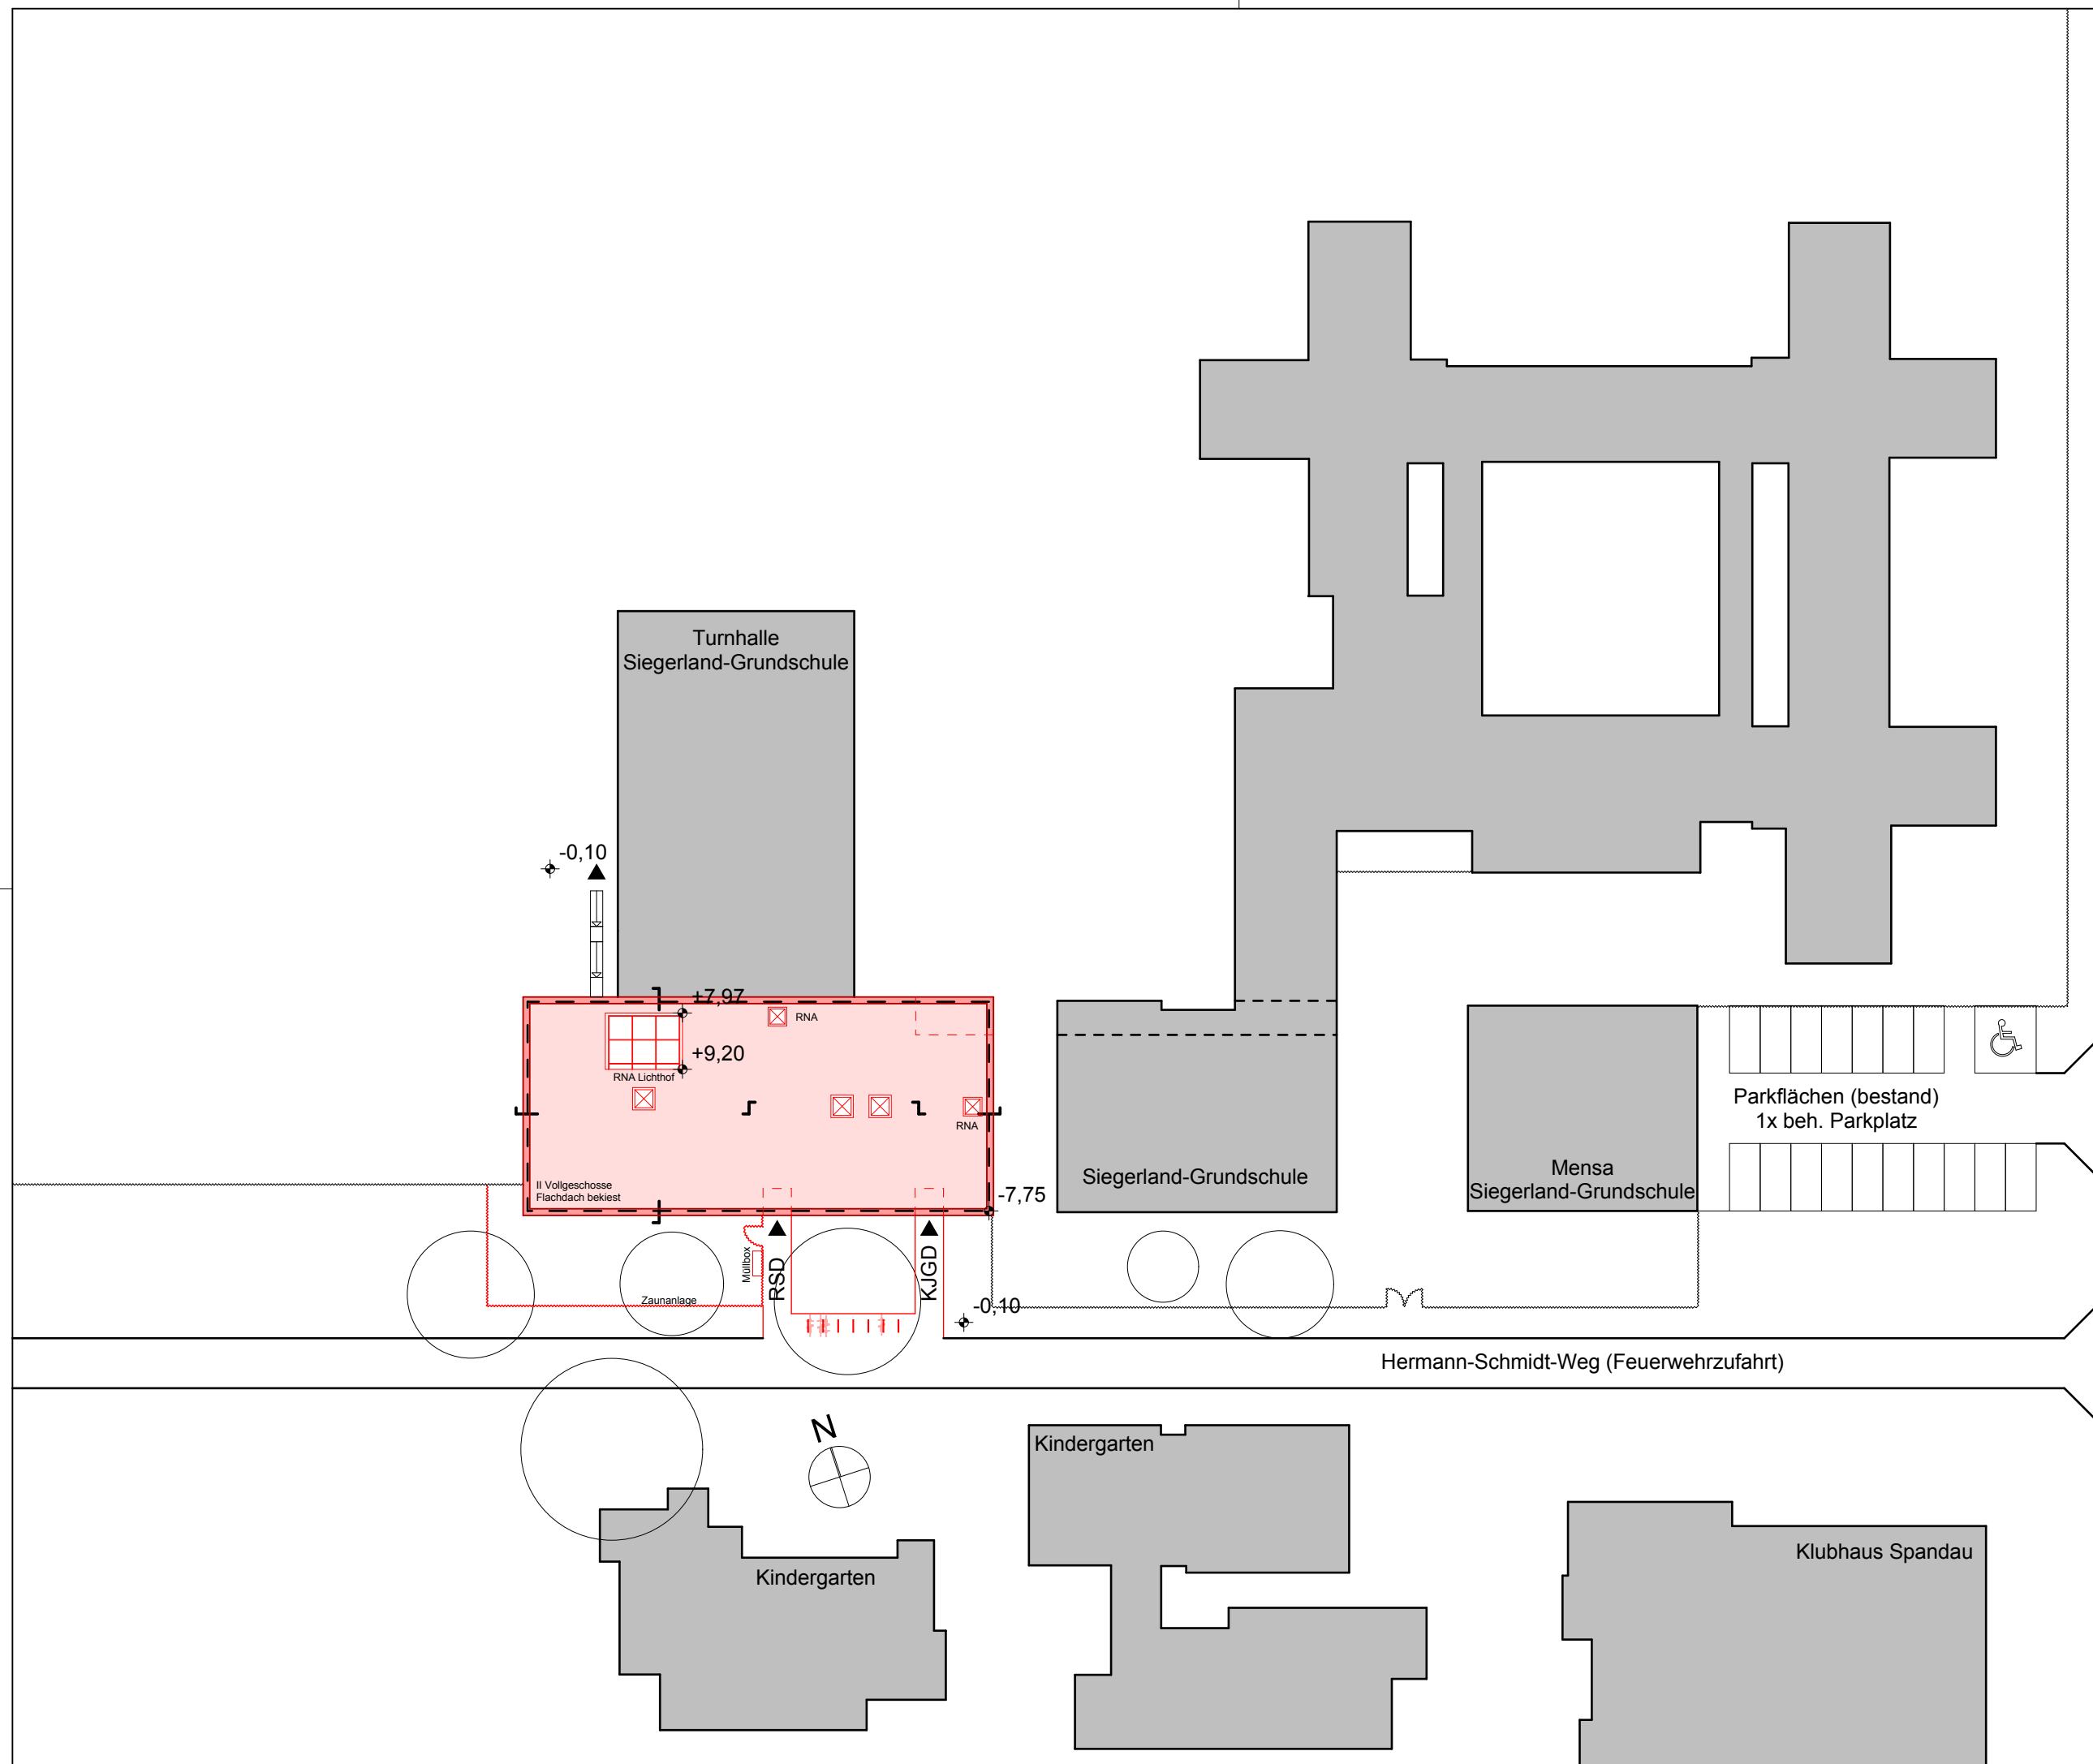 Turnhalle
Siegerland-Grundschule
-0,10
+7,97
RNA
+9,20
RNA Lichthof
RNA
II Vollgeschosse
Flachdach bekiest
-7,75
Siegerland-Grundschule
Mensa
Siegerland-Grundschule
Parkflächen (bestand)
1x beh. Parkplatz
Müllbox
RSD
KJGD
Zaunanlage
-0,10
Hermann-Schmidt-Weg (Feuerwehrzufahrt)
N
Kindergarten
Kindergarten
Klubhaus Spandau